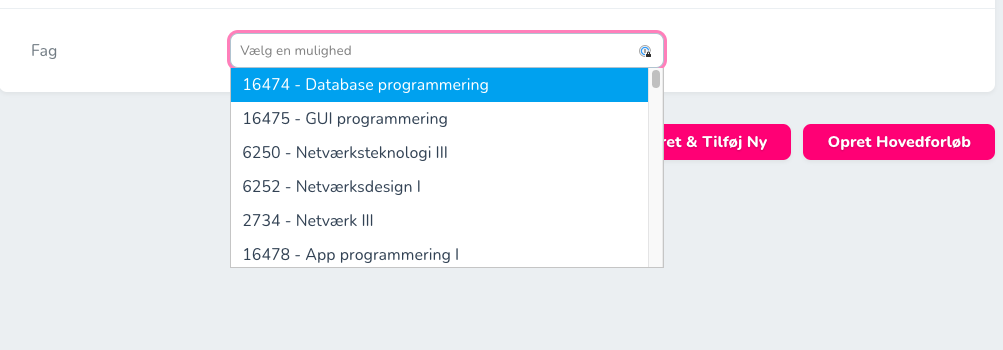 Fag
Vælg en mulighed
16474 - Database programmering
16475 - GUI programmering
6250 - Netværksteknologi III
6252 - Netværksdesign I
2734 - Netværk III
16478 - App programmering I
& Tilføj Ny
Opret Hovedforløb